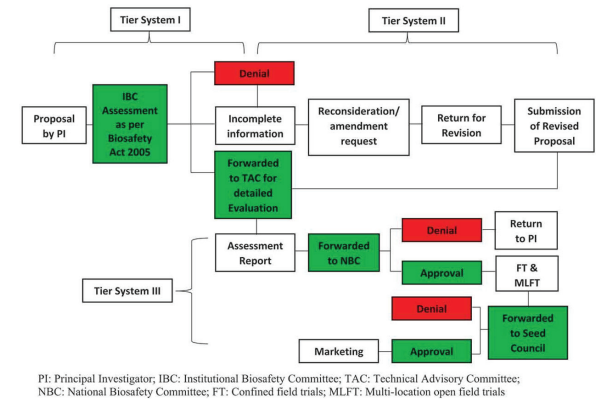 Tier System I
Tier System II
Proposal
by PI
IBC
Assessment
as per
Biosafety
Act 2005
Denial
Incomplete
information
Forwarded
to TAC for
detailed
Evaluation
Reconsideration/
amendment
request
Return for
Revision
Submission
of Revised
Proposal
Tier System III
Assessment
Report
Forwarded
to NBC
Denial
Return
to PI
Approval
FT &
MLFT
Denial
Forwarded
to Seed
Council
Approval
Marketing
PI: Principal Investigator; IBC: Institutional Biosafety Committee; TAC: Technical Advisory Committee;
NBC: National Biosafety Committee; FT: Confined field trials; MLFT: Multi-location open field trials